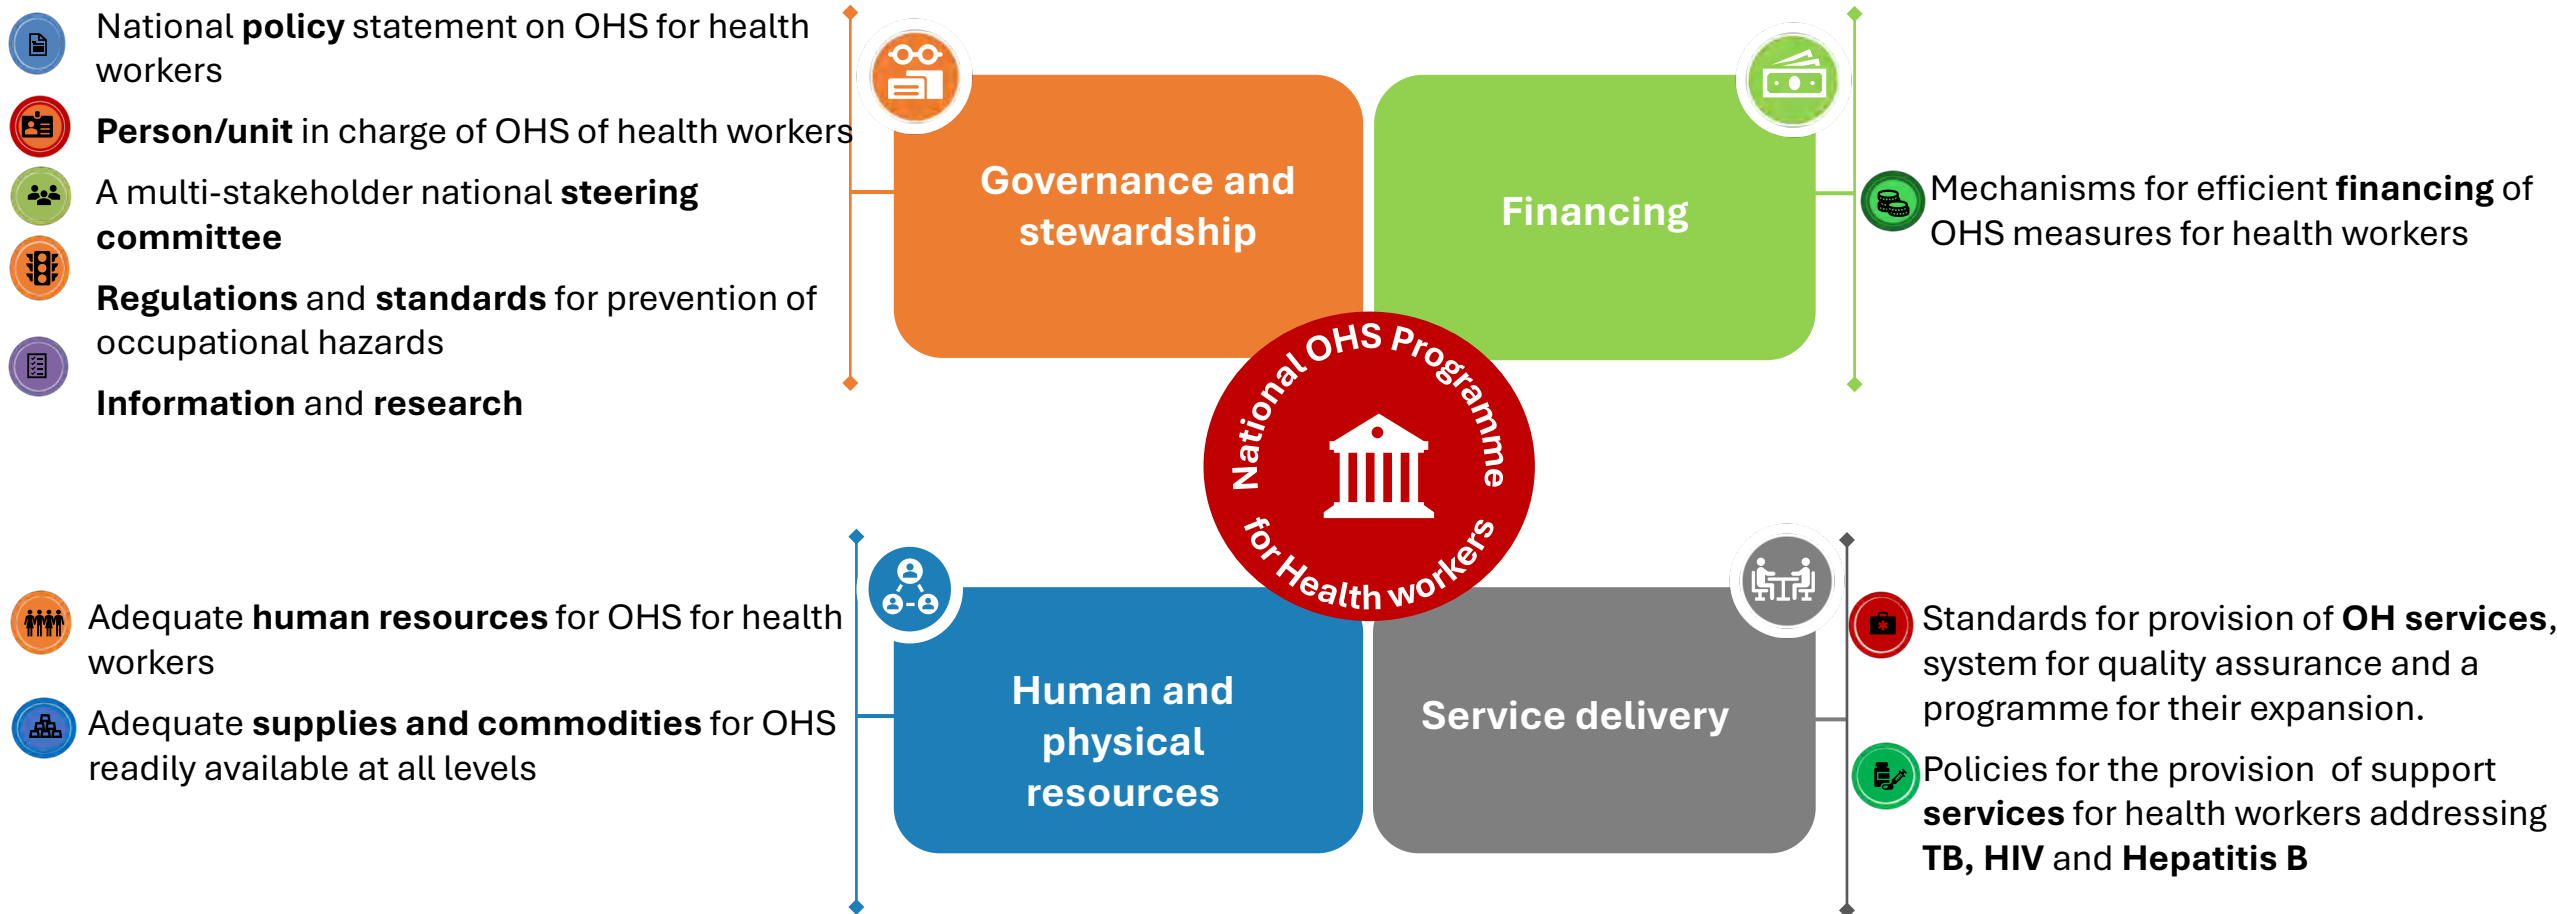 National policy statement on OHS for health
workers
Person/unit in charge of OHS of health workers
A multi-stakeholder national steering
committee
Regulations and standards for prevention of
occupational hazards
Information and research
Governance and
stewardship
Financing
Mechanisms for efficient financing of
OHS measures for health workers
National OHS Programme
for Health workers
Adequate human resources for OHS for health
workers
Adequate supplies and commodities for OHS
readily available at all levels
Human and
physical
resources
Service delivery
Standards for provision of OH services,
system for quality assurance and a
programme for their expansion.
Policies for the provision  of support
services for health workers addressing
TB, HIV and Hepatitis B